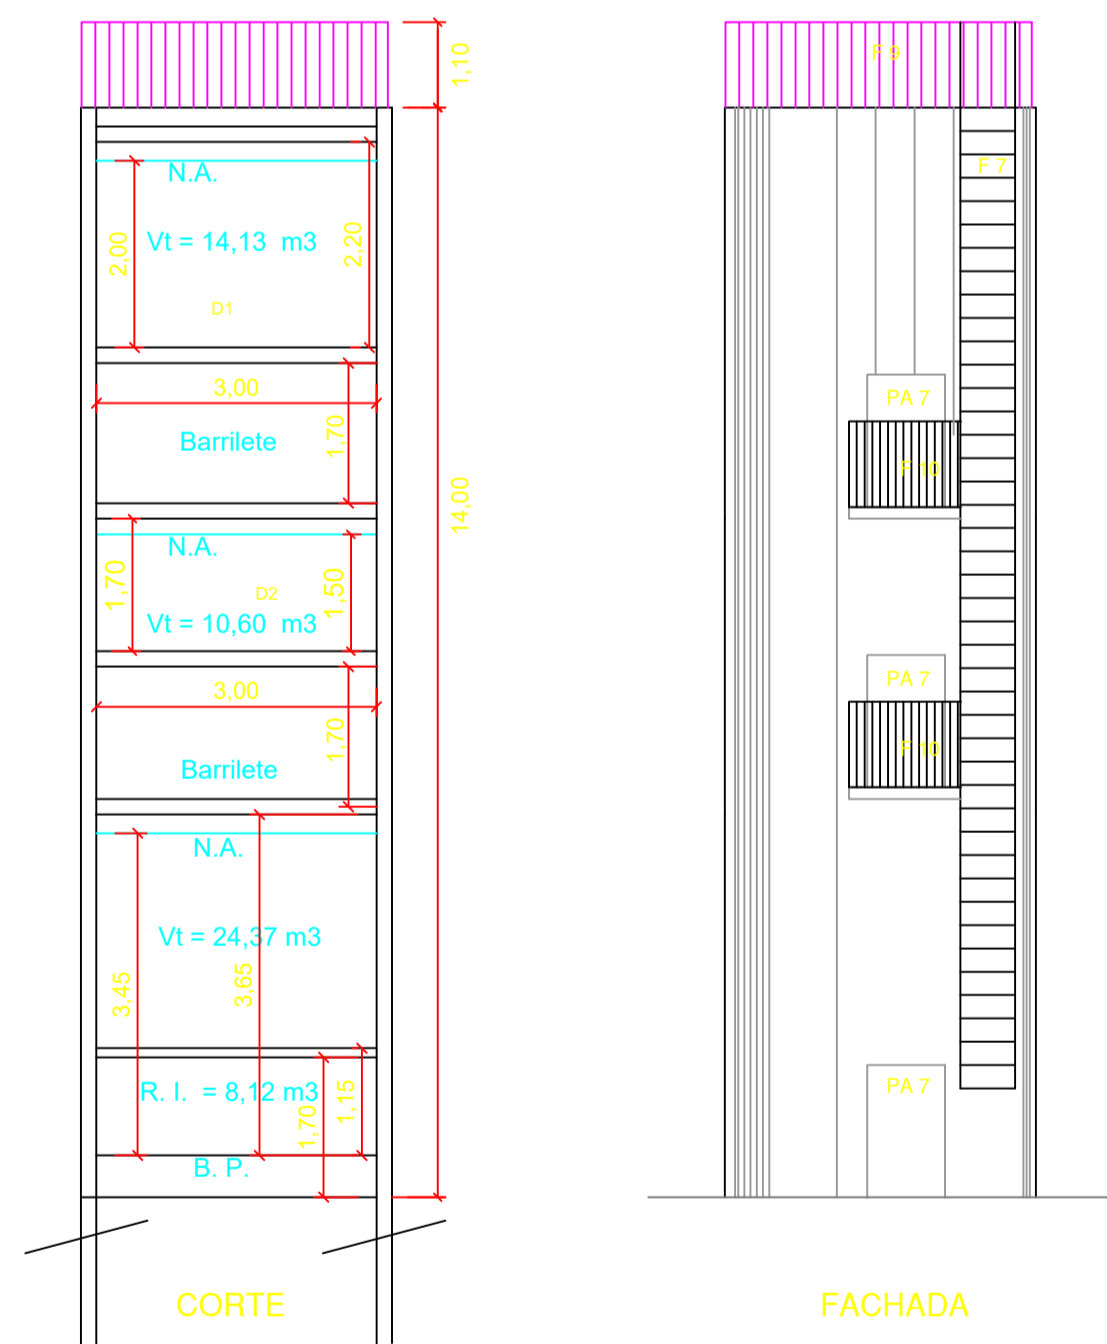 1,10
N.A.
2,00
Vt = 14,13 m3
2,20
D1
3,00
Barrilete
1,70
14,00
N.A.
1,70
D2
1,50
Vt = 10,60 m3
3,00
1,70
Barrilete
N.A.
Vt = 24,37 m3
3,45
3,65
R. I. = 8,12 m3
1,70
1,15
B. P.
CORTE
F 9
F 7
PA 7
F 10
PA 7
F 10
PA 7
FACHADA